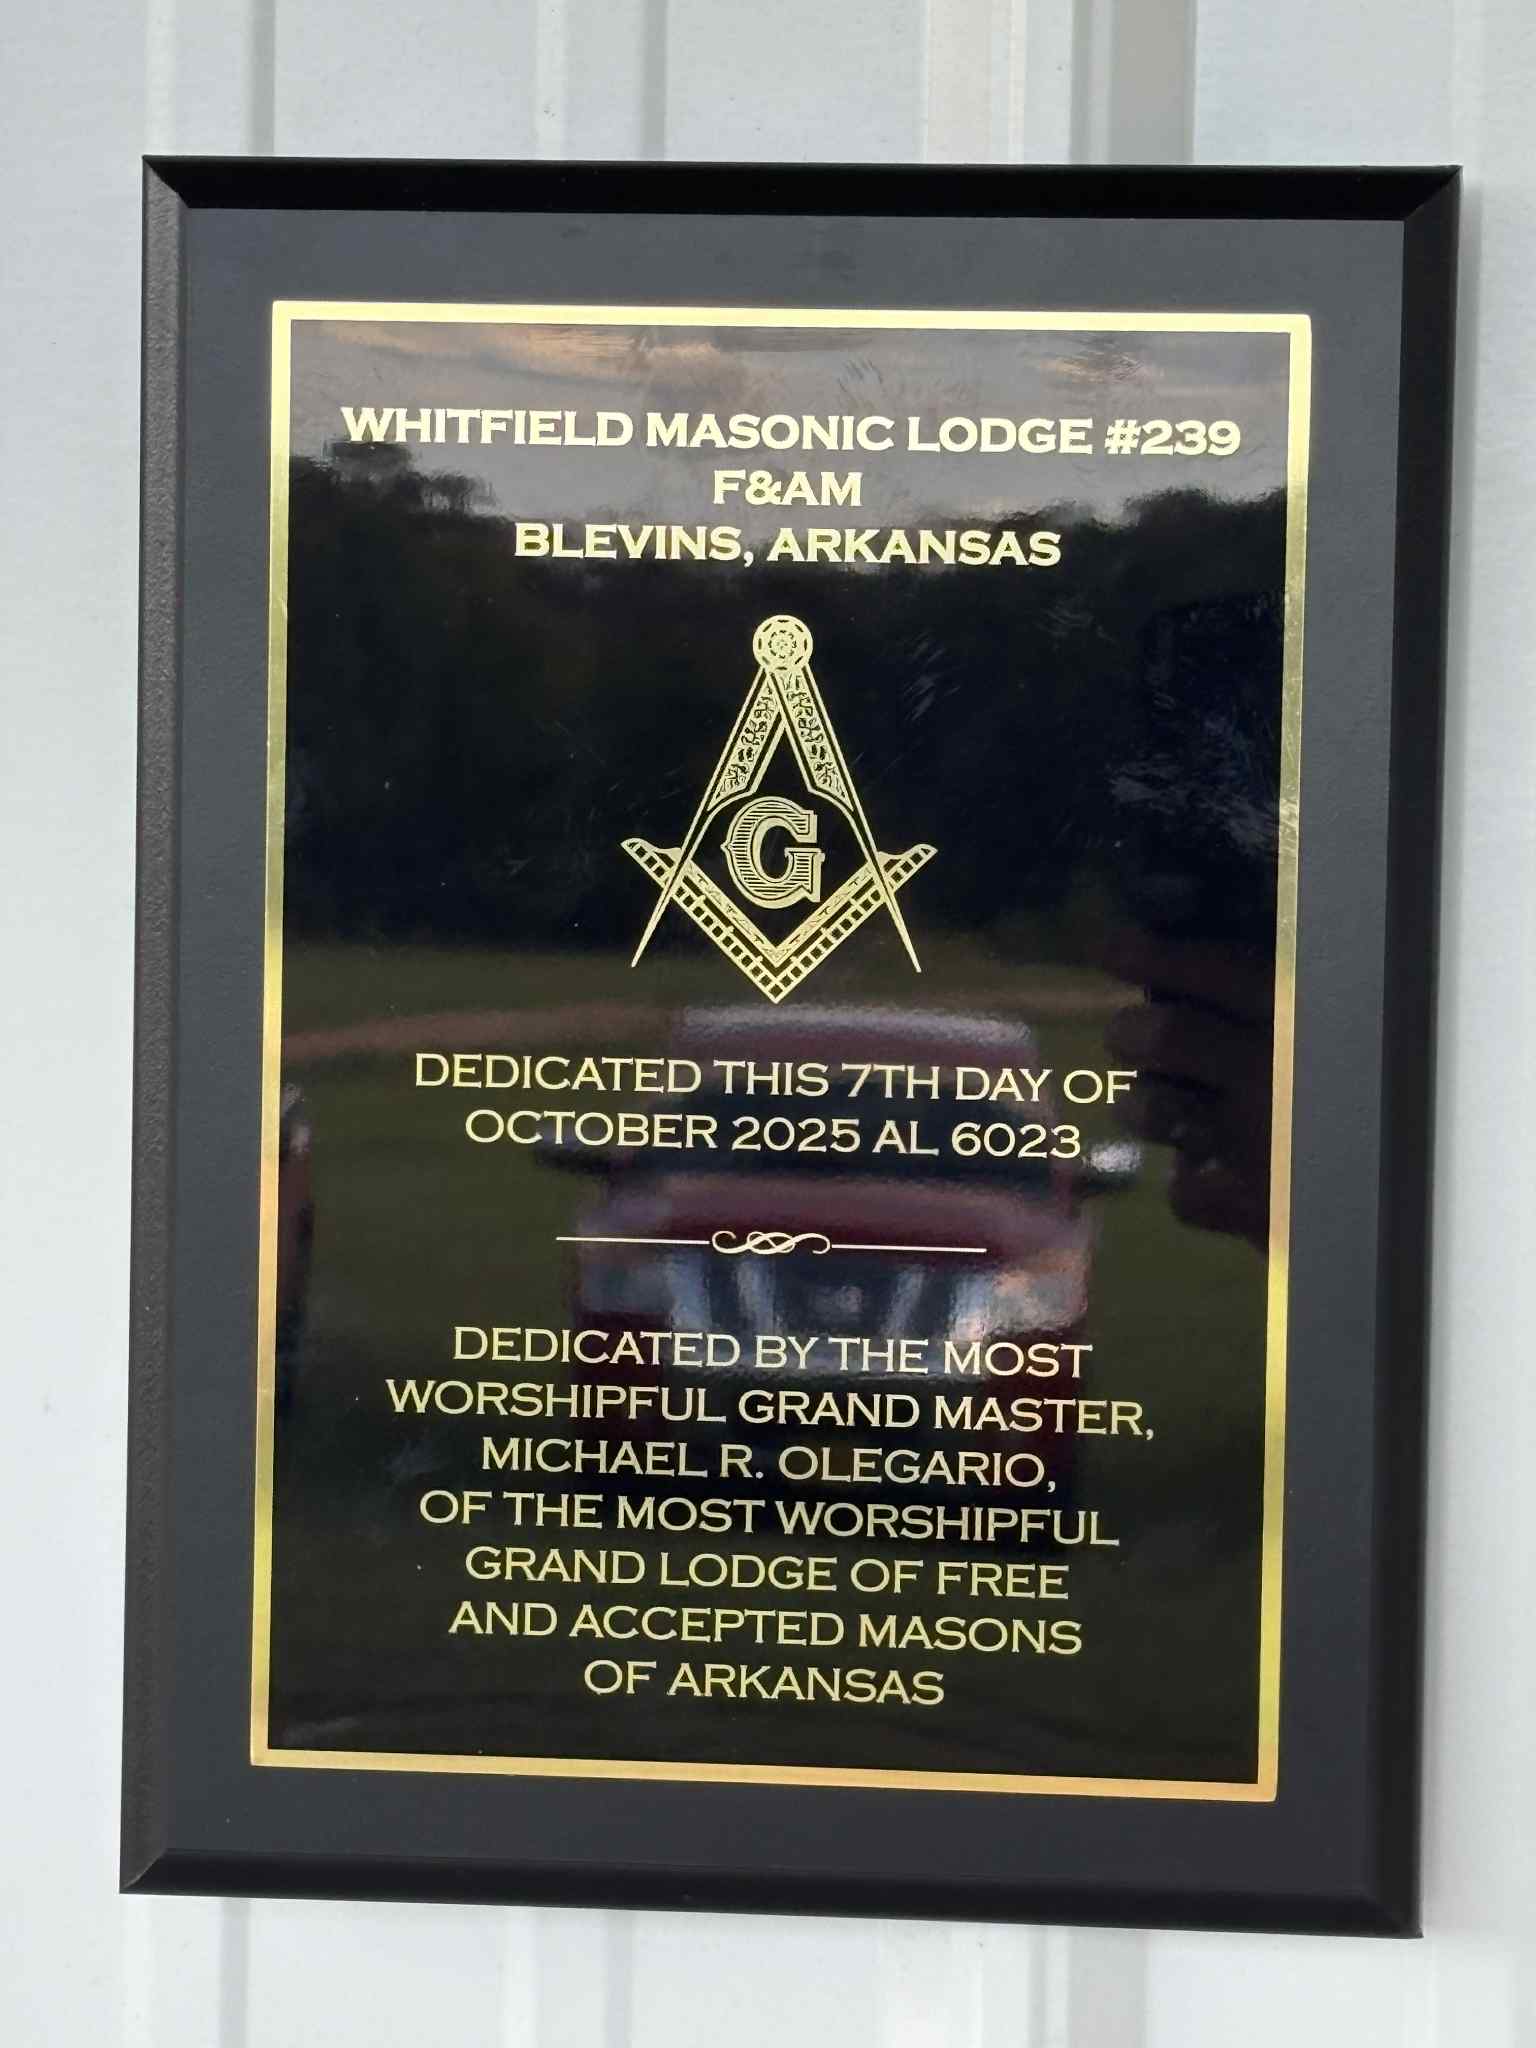 WHITFIELD MASONIC LODGE #239
F&AM
BLEVINS, ARKANSAS
G
DEDICATED THIS 7TH DAY OF
OCTOBER 2025 AL 6023
DEDICATED BY THE MOST
WORSHIPFUL GRAND MASTER,
MICHAEL R. OLEGARIO,
OF THE MOST WORSHIPFUL
GRAND LODGE OF FREE
AND ACCEPTED MASONS
OF ARKANSAS